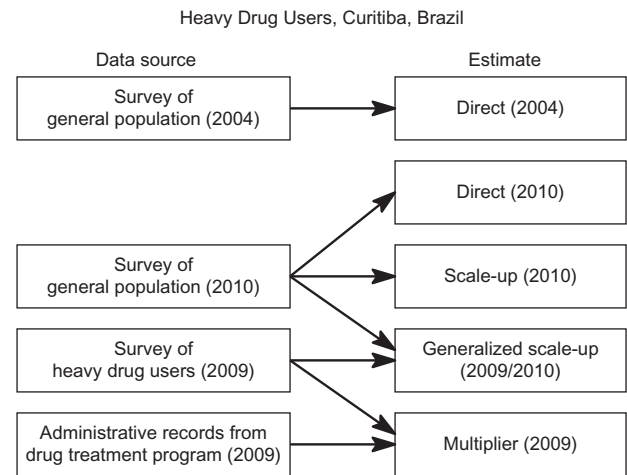 Heavy Drug Users, Curitiba, Brazil
Data source
Estimate
Survey of
general population (2004)
Direct (2004)
Direct (2010)
Survey of
general population (2010)
Scale-up (2010)
Survey of
heavy drug users (2009)
Generalized scale-up
(2009/2010)
Administrative records from
drug treatment program (2009)
Multiplier (2009)